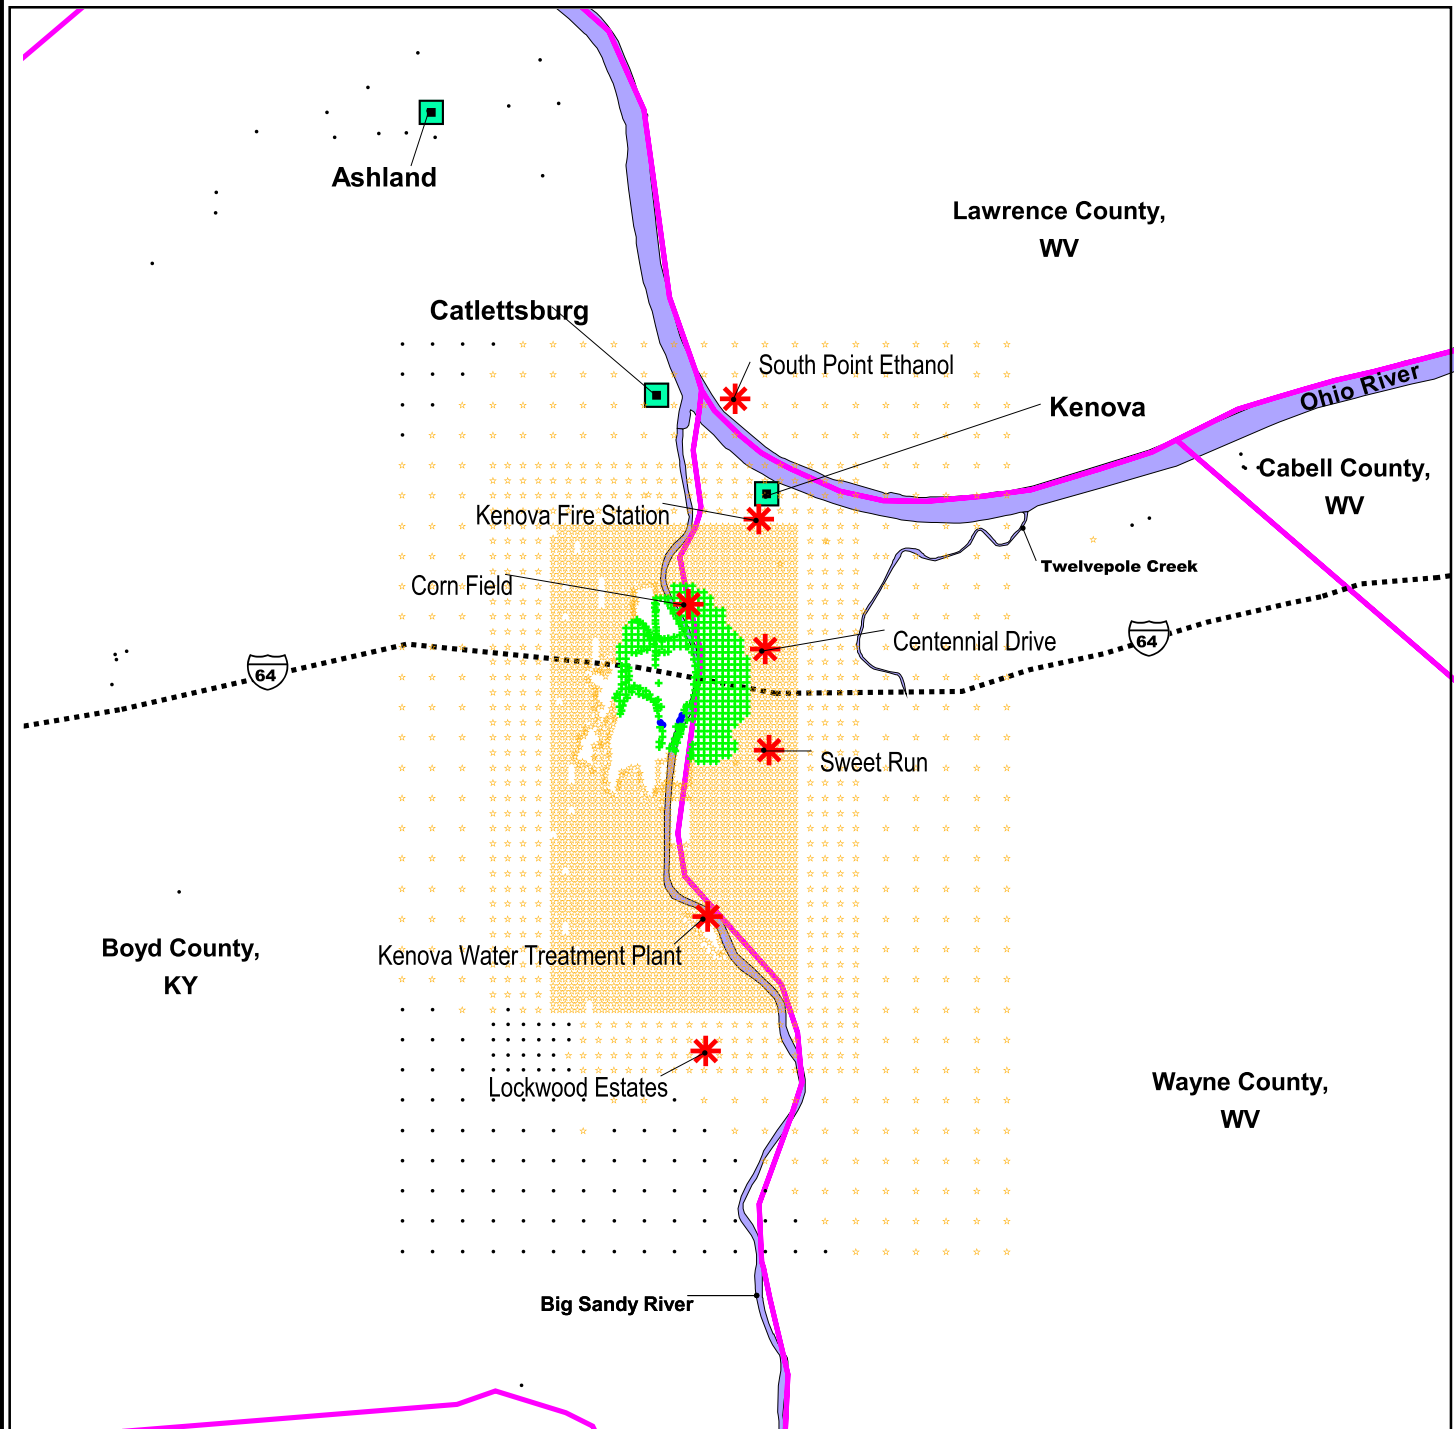 Ashland
Lawrence County,
WV
Catlettsburg
South Point Ethanol
Ohio River
Kenova
Cabell County,
WV
Kenova Fire Station
Twelvepole Creek
Corn Field
Centennial Drive
64
64
Sweet Run
Boyd County,
KY
Kenova Water Treatment Plant
Lockwood Estates
Wayne County,
WV
Big Sandy River